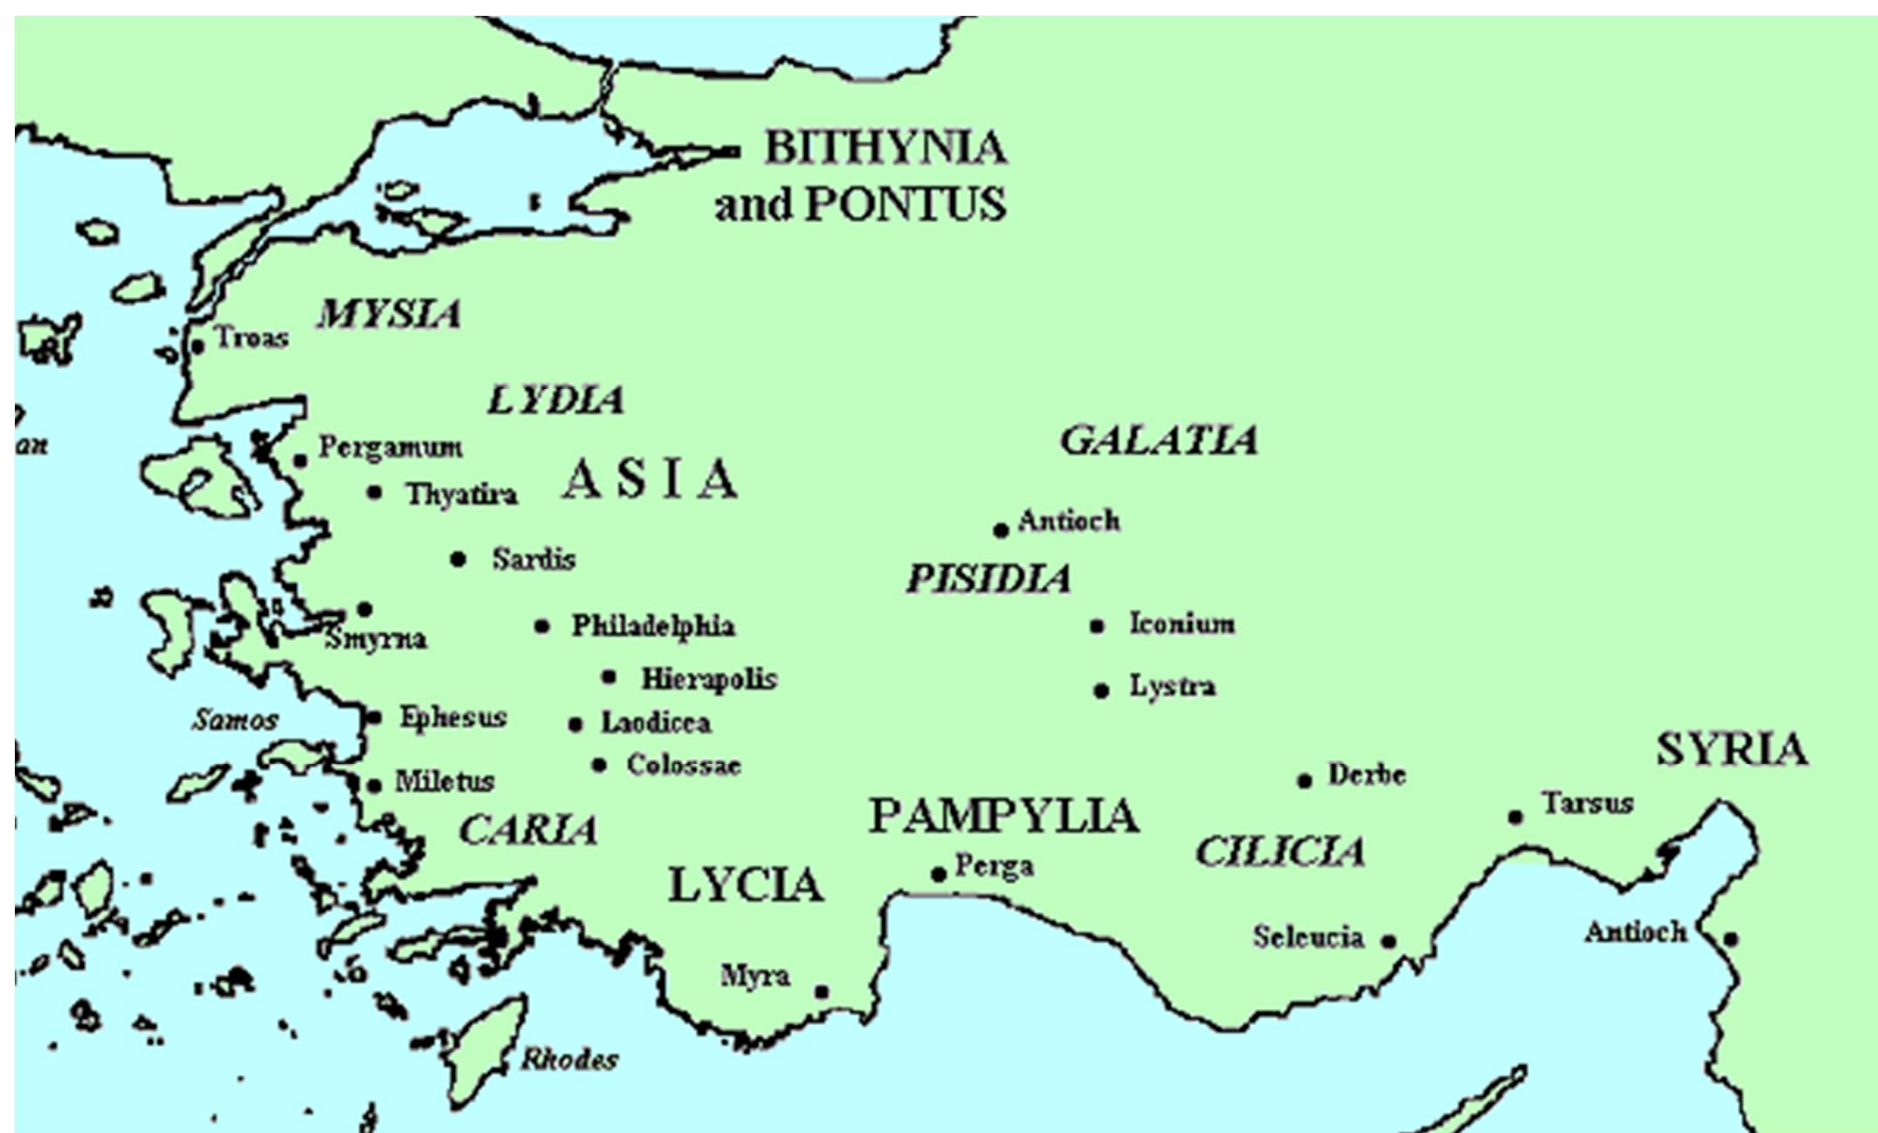 BITHYNIA
and PONTUS
MYSIA
Troas
LYDIA
GALATIA
an
Pergamum
ASIA
Thyatira
Antioch
Sardis
PISIDIA
Philadelphia
Iconium
Smyrna
Hierapolis
Lystra
Samos
Ephesus
Laodicea
SYRIA
Colossae
Derbe
Miletus
Tarsus
PAMPYLIA
CARIA
CILICIA
Perga
LYCIA
Seleucia
Antioch
Myra
Rhodes